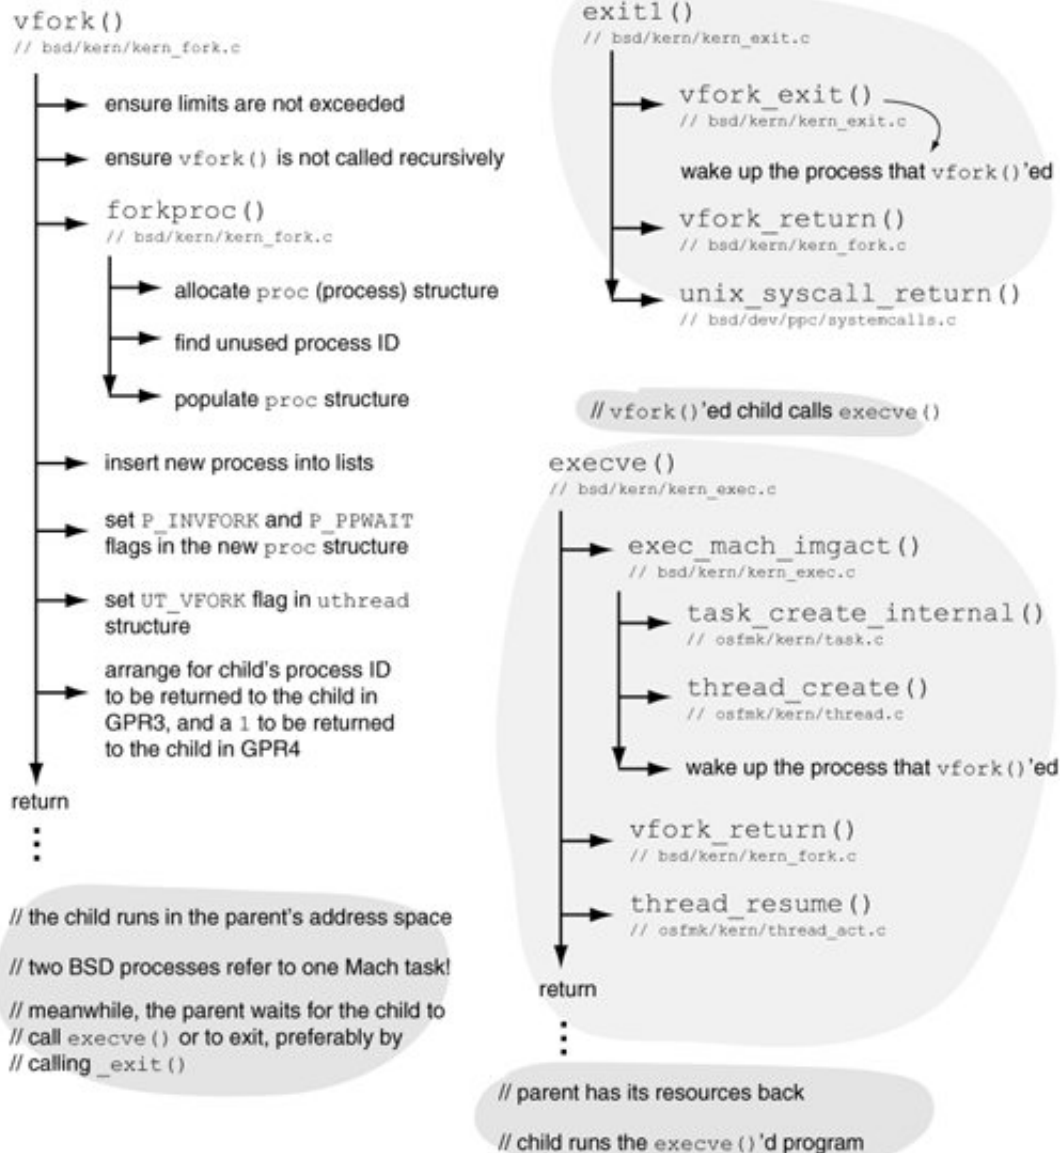 vfork()
// bsd/kern/kern_fork.c
ensure limits are not exceeded
ensure vfork() is not called recursively
forkproc()
// bsd/kern/kern_fork.c
allocate proc (process) structure
find unused process ID
populate proc structure
insert new process into lists
set P_INVFORK and P_PPWAIT
flags in the new proc structure
set UT_VFORK flag in uthread
structure
arrange for child's process ID
to be returned to the child in
GPR3, and a 1 to be returned
to the child in GPR4
return
// the child runs in the parent's address space
// two BSD processes refer to one Mach task!
// meanwhile, the parent waits for the child to
// call execve() or to exit, preferably by
// calling _exit()
exit1()
// bsd/kern/kern_exit.c
vfork_exit()
// bsd/kern/kern_exit.c
wake up the process that vfork()'ed
vfork_return()
// bsd/kern/kern_fork.c
unix_syscall_return()
// bsd/dev/ppc/systemcalls.c
// vfork()'ed child calls execve()
execve()
// bsd/kern/kern_exec.c
exec_mach_imgact()
// bsd/kern/kern_exec.c
task_create_internal()
// osfmk/kern/task.c
thread_create()
// osfmk/kern/thread.c
wake up the process that vfork()'ed
vfork_return()
// bsd/kern/kern_fork.c
thread_resume()
// osfmk/kern/thread_act.c
return
// parent has its resources back
// child runs the execve()'d program